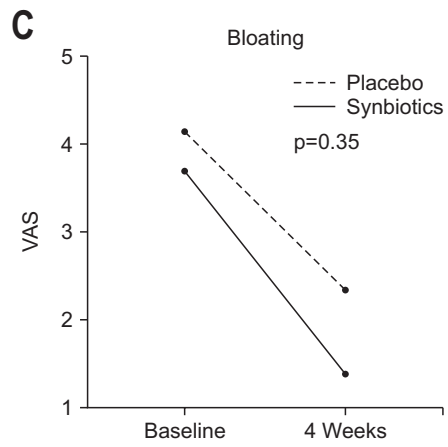 C
Bloating
5
4
3
2
1
VAS
Placebo
Synbiotics
p=0.35
Baseline 4 Weeks